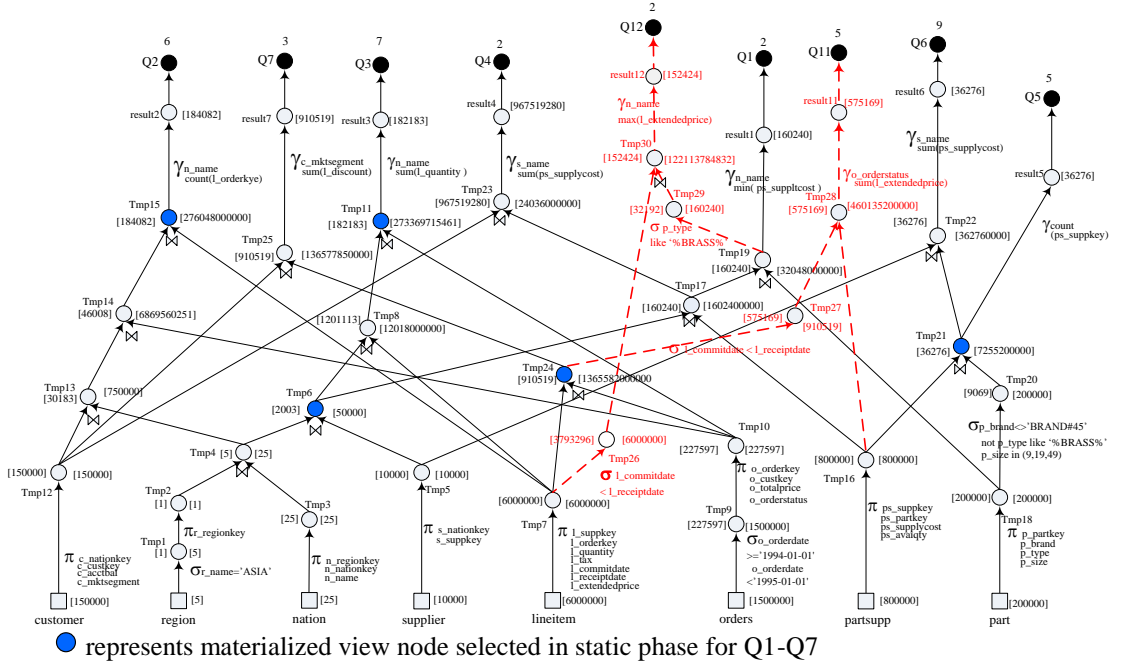 6 3 7 2 2 2 5 9 5
Q2 Q7 Q3 Q4 Q12 Q1 Q11 Q6 Q5
result12 [152424]
result2 [184082]
result7 [910519]
result3 [182183]
result4 [967519280]
result1 [160240]
result11 [575169]
result6 [36276]
result5 [36276]
γn_name
max(l_extendedprice)
γn_name
count(l_orderkye)
γc_mktsegment
sum(l_discount)
γn_name
sum(l_quantity )
γs_name
sum(ps_supplycost)
γn_name
min( ps_suppltcost )
γo_orderstatus
sum(l_extendedprice)
γs_name
sum(ps_supplycost)
γcount
(ps_suppkey)
Tmp30
[152424] [122113784832]
Tmp15
[184082] [276048000000]
Tmp25
[910519] [136577850000]
Tmp11
[182183] [273369715461]
Tmp23
[967519280] [24036000000]
Tmp29
[32192] [160240]
σ p_type
like ‘%BRASS%
Tmp28
[575169] [460135200000]
Tmp22
[36276] [362760000]
Tmp19
[160240] [32048000000]
Tmp14
[46008] [6869560251]
Tmp8
[1201113] [12018000000]
Tmp17
[160240] [1602400000]
Tmp27
[575169] [910519]
σ l_commitdate < l_receiptdate
Tmp21
[36276] [7255200000]
Tmp13
[30183] [750000]
Tmp6
[2003] [50000]
Tmp24
[910519] [1365582000000
Tmp20
[9069] [200000]
σp_brand<>’BRAND#45’
not p_type like ‘%BRASS%’
p_size in (9,19,49)
Tmp4
[5] [25]
[3793296] [6000000]
Tmp26
σ l_commitdate
< l_receiptdate
Tmp10
[227597] [227597]
π o_orderkey
o_custkey
o_totalprice
o_orderstatus
[150000] [150000]
Tmp12
[10000] [10000]
Tmp5
[800000] [800000]
Tmp16
Tmp2
[1] [1]
Tmp3
[25] [25]
[6000000] [6000000]
Tmp7
Tmp9
[227597] [1500000]
σo_orderdate
>='1994-01-01'
o_orderdate
<'1995-01-01'
[200000] [200000]
Tmp18
πr_regionkey
Tmp1
[1] [5]
σr_name='ASIA'
π c_nationkey
c_custkey
c_acctbal
c_mktsegment
π n_regionkey
n_nationkey
n_name
π s_nationkey
s_suppkey
π l_suppkey
l_orderkey
l_quantity
l_tax
l_commitdate
l_receiptdate
l_extendedprice
π ps_suppkey
ps_partkey
ps_supplycost
ps_avalqty
π p_partkey
p_brand
p_type
p_size
[150000] [5] [25] [10000] [6000000] [1500000] [800000] [200000]
customer region nation supplier lineitem orders partsupp part
represents materialized view node selected in static phase for Q1-Q7